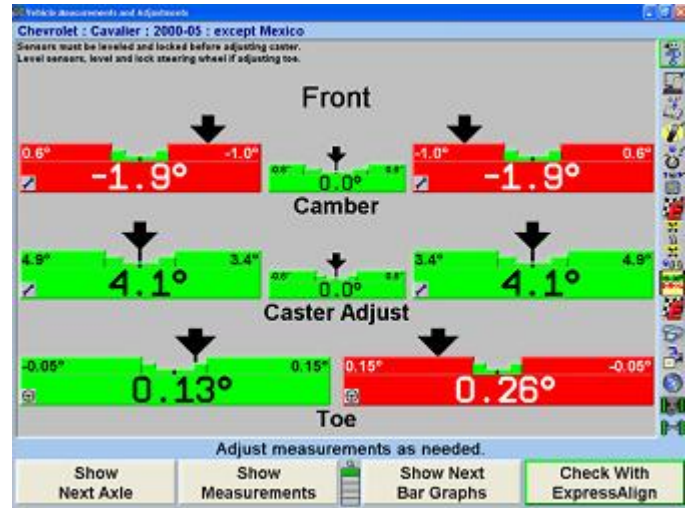 Vehicle Measurements and Adjustments
Chevrolet : Cavalier : 2000-05 : except Mexico
Sensors must be leveled and locked before adjusting caster.
Level sensors, level and lock steering wheel if adjusting toe.
Front
0.6° -1.0° -1.0° 0.6°
-1.9° 0.0° -1.9°
Camber
4.9° 3.4° 3.4° 4.9°
4.1° 0.0° 4.1°
Caster Adjust
-0.05° 0.15° 0.15° -0.05°
0.13° 0.26°
Toe
Adjust measurements as needed.
Show Next Axle
Show Measurements
Show Next Bar Graphs
Check With ExpressAlign